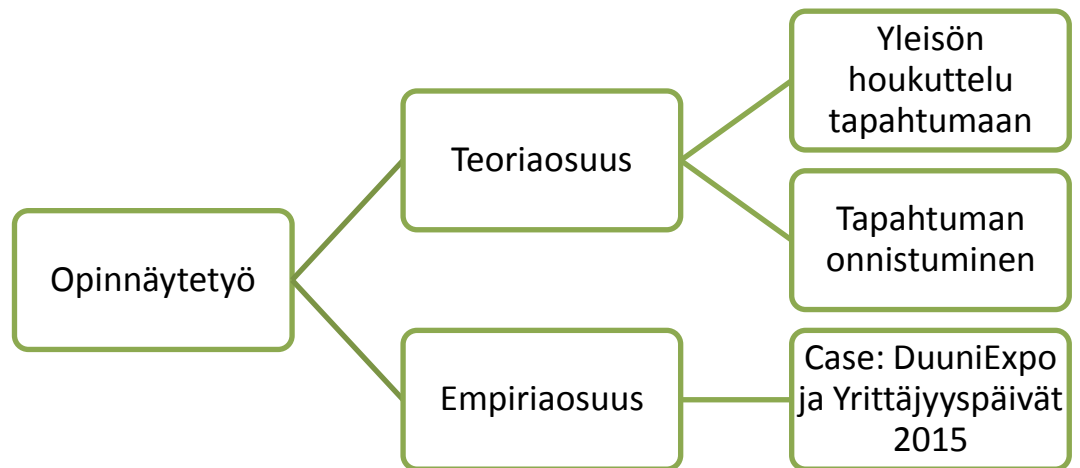 Opinnäytetyö
Teoriaosuus
Yleisön
houkuttelu
tapahtumaan
Tapahtuman
onnistuminen
Empiriaosuus
Case: DuuniExpo
ja Yrittäjyyspäivät
2015